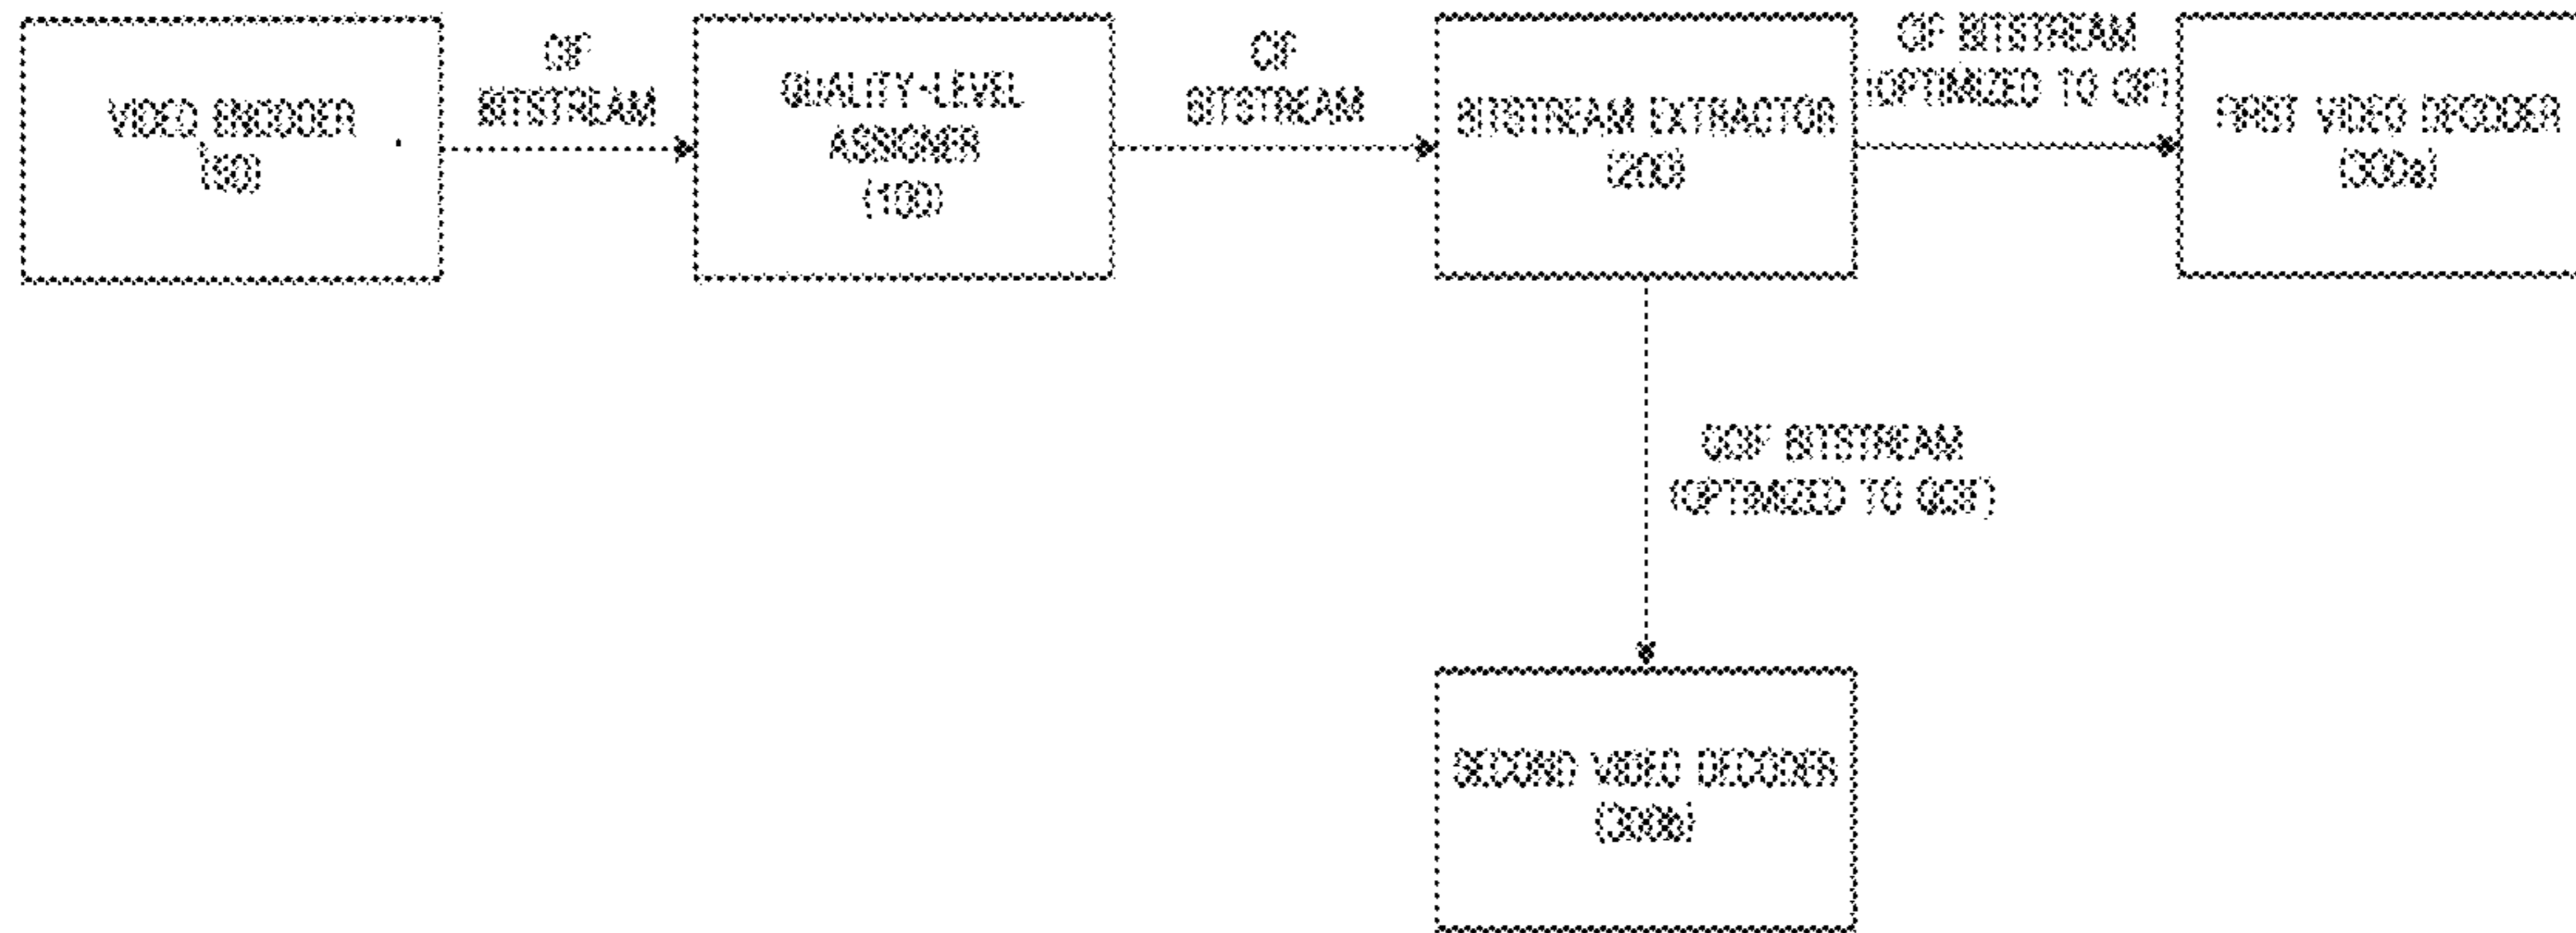 VIDEO ENCODER
(50)
CIF
BITSTREAM
QUALITY-LEVEL
ASSIGNER
(100)
CIF
BITSTREAM
BITSTREAM EXTRACTOR
(200)
CIF BITSTREAM
(OPTIMIZED TO CIF)
FIRST VIDEO DECODER
(300a)
QCIF BITSTREAM
(OPTIMIZED TO QCIF)
SECOND VIDEO DECODER
(300b)